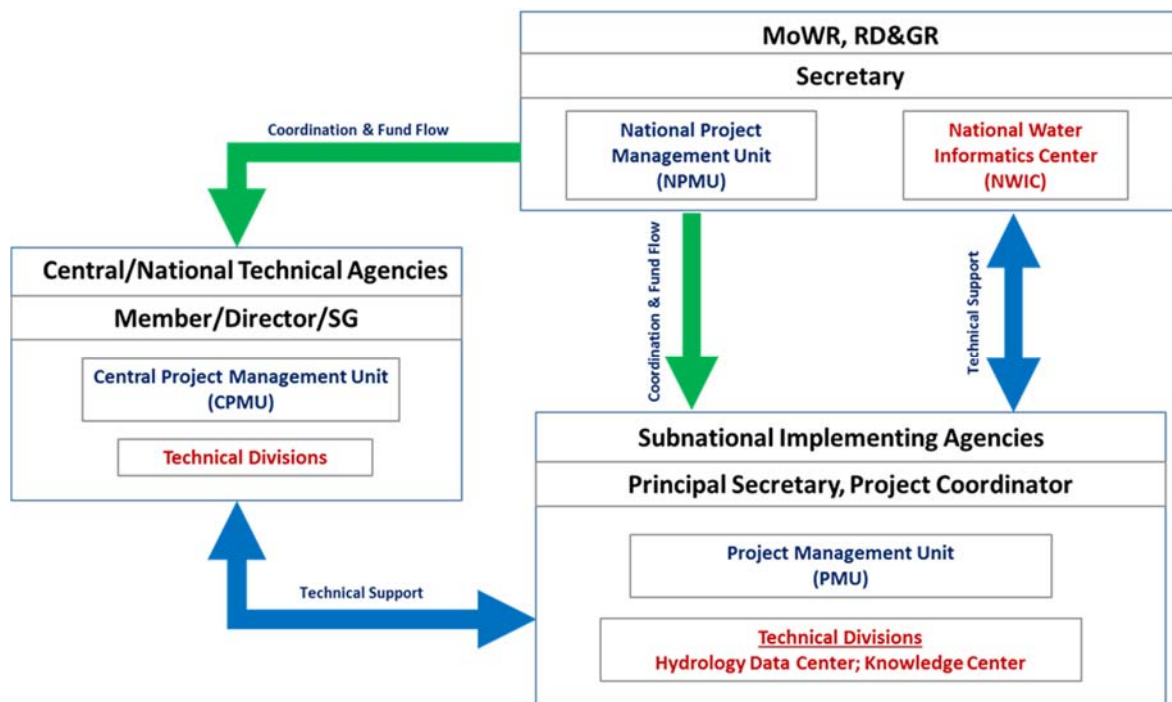 MoWR, RD&GR
Secretary
National Project
Management Unit
(NPMU)
National Water
Informatics Center
(NWIC)
Coordination & Fund Flow
Coordination & Fund Flow
Technical Support
Central/National Technical Agencies
Member/Director/SG
Central Project Management Unit
(CPMU)
Technical Divisions
Technical Support
Subnational Implementing Agencies
Principal Secretary, Project Coordinator
Project Management Unit
(PMU)
Technical Divisions
Hydrology Data Center; Knowledge Center